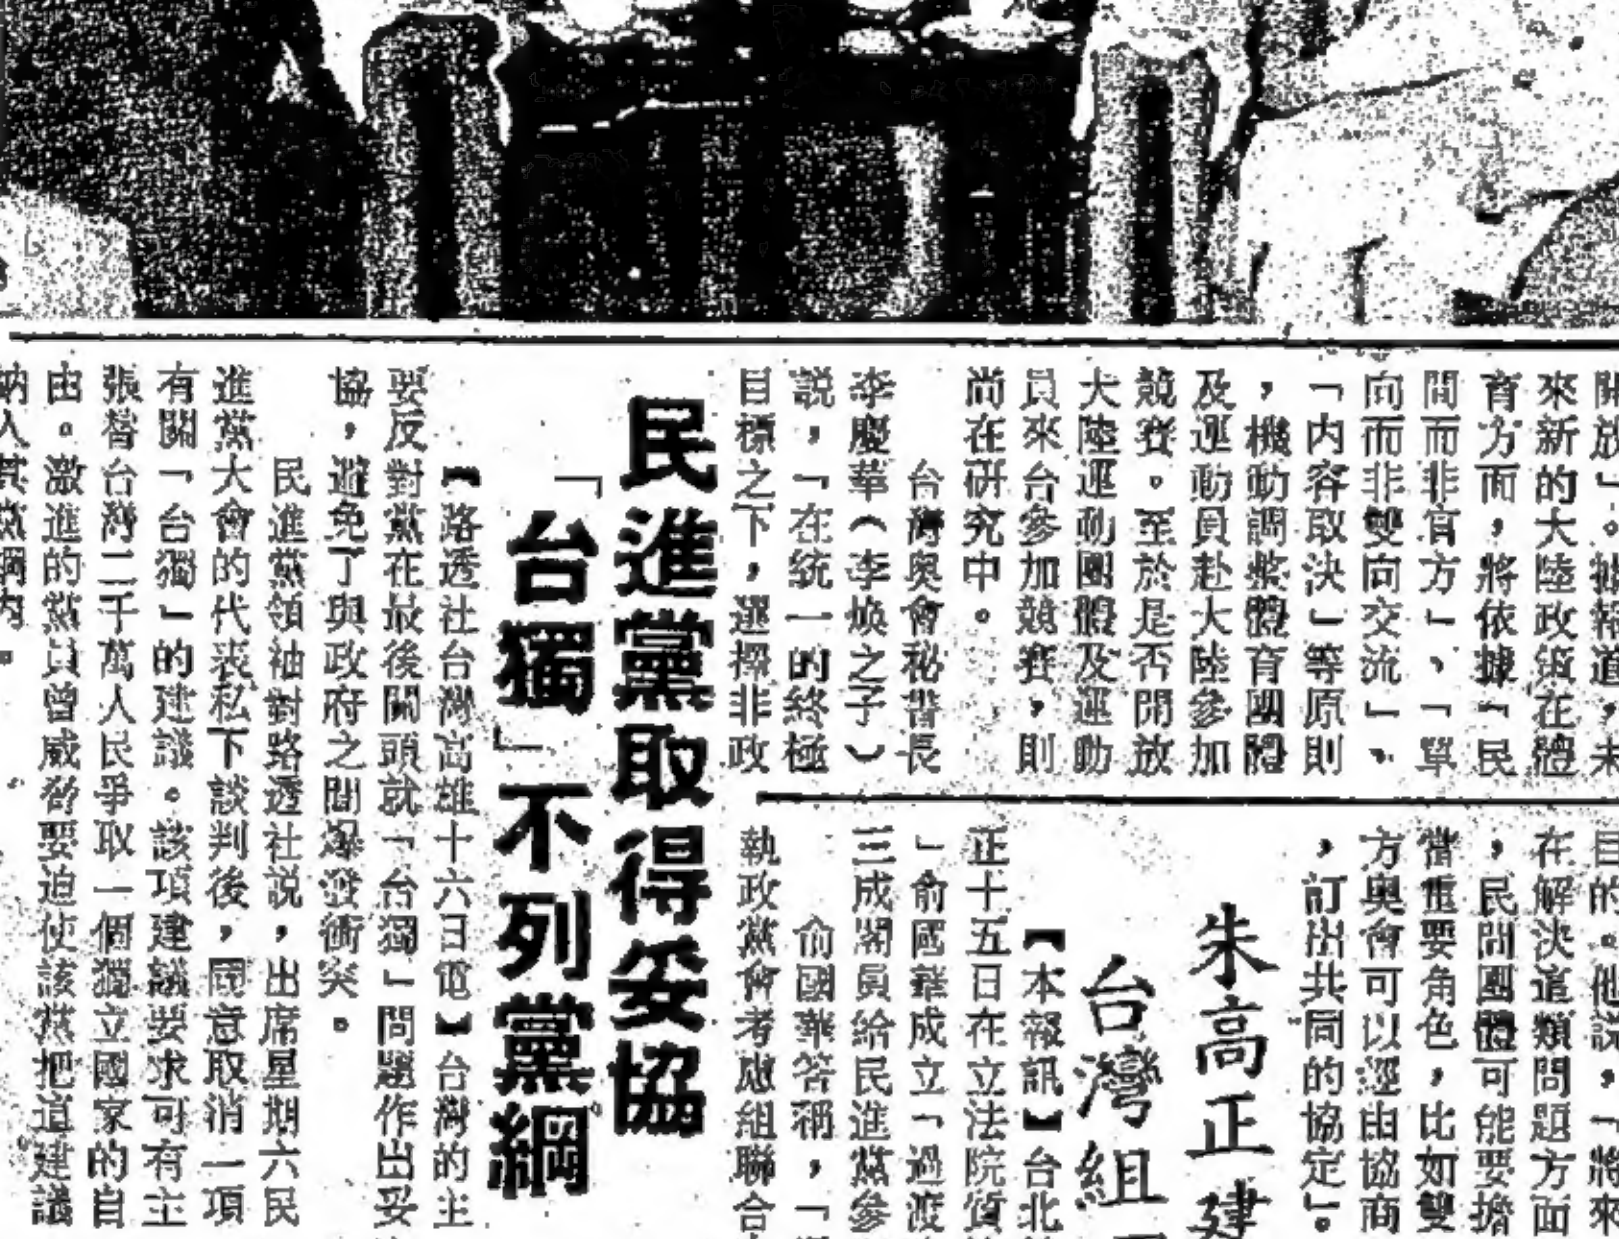 開放」。據報道，未
來新的大陸政策在體
育方面，將依據「民
間而非官方」、「單
向而非雙向交流」、
「内容取決」等原則
，機動調整體育團體
及運動員赴大陸參加
競賽。至於是否開放
大陸運動團體及運動
員來台參加競賽，則
尚在研究中。
台灣奧會秘書長
李慶華（李煥之子）
説，「在統一的終極
目標之下，選擇非政
目的。他説，「將來
在解決這類問題方面
，民間團體可能要擔
當重要角色，比如雙
方奧會可以逕由協商
，訂出共同的協定」。
朱高正建
台灣組
【本報訊】台北
正十五日在立法院質
」俞國華成立「過渡
三成閣員給民進黨參
俞國華答稱，「
執政黨會考慮組聯合
民進黨取得妥協
「台獨」不列黨綱
【路透社台灣高雄十六日電】台灣的主
要反對黨在最後關頭就「台獨」問題作出妥
協，避免了與政府之間爆發衝突。
民進黨領袖對路透社説，出席星期六民
進黨大會的代表私下談判後，同意取消一項
有關「台獨」的建議。該項建議要求可有主
張替台灣二千萬人民爭取一個獨立國家的自
由。激進的黨員曾威脅要迫使該黨把這建議
納入其黨綱内。